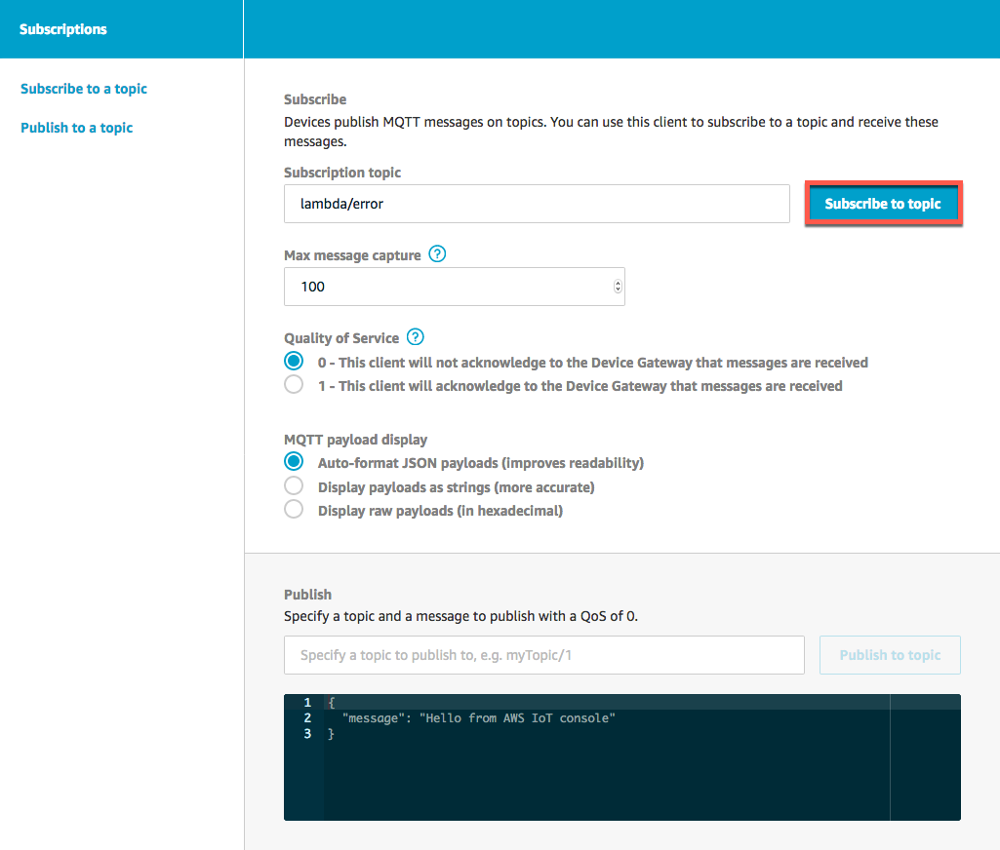 Subscriptions
Subscribe to a topic
Publish to a topic
Subscribe
Devices publish MQTT messages on topics. You can use this client to subscribe to a topic and receive these
messages.
Subscription topic
lambda/error
Subscribe to topic
Max message capture ?
100
Quality of Service ?
0 - This client will not acknowledge to the Device Gateway that messages are received
1 - This client will acknowledge to the Device Gateway that messages are received
MQTT payload display
Auto-format JSON payloads (improves readability)
Display payloads as strings (more accurate)
Display raw payloads (in hexadecimal)
Publish
Specify a topic and a message to publish with a QoS of 0.
Specify a topic to publish to, e.g. myTopic/1
Publish to topic
1 {
2   "message": "Hello from AWS IoT console"
3 }